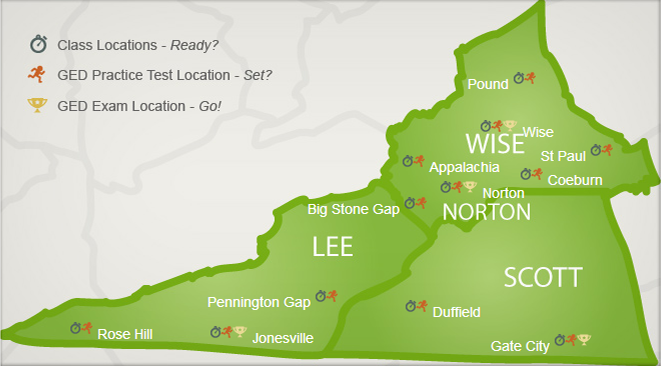 Class Locations - Ready?
GED Practice Test Location - Set?
GED Exam Location - Go!
Pound
Wise
WISE
St Paul
Appalachia
Coeburn
Norton
Big Stone Gap
NORTON
LEE
SCOTT
Pennington Gap
Duffield
Rose Hill
Jonesville
Gate City